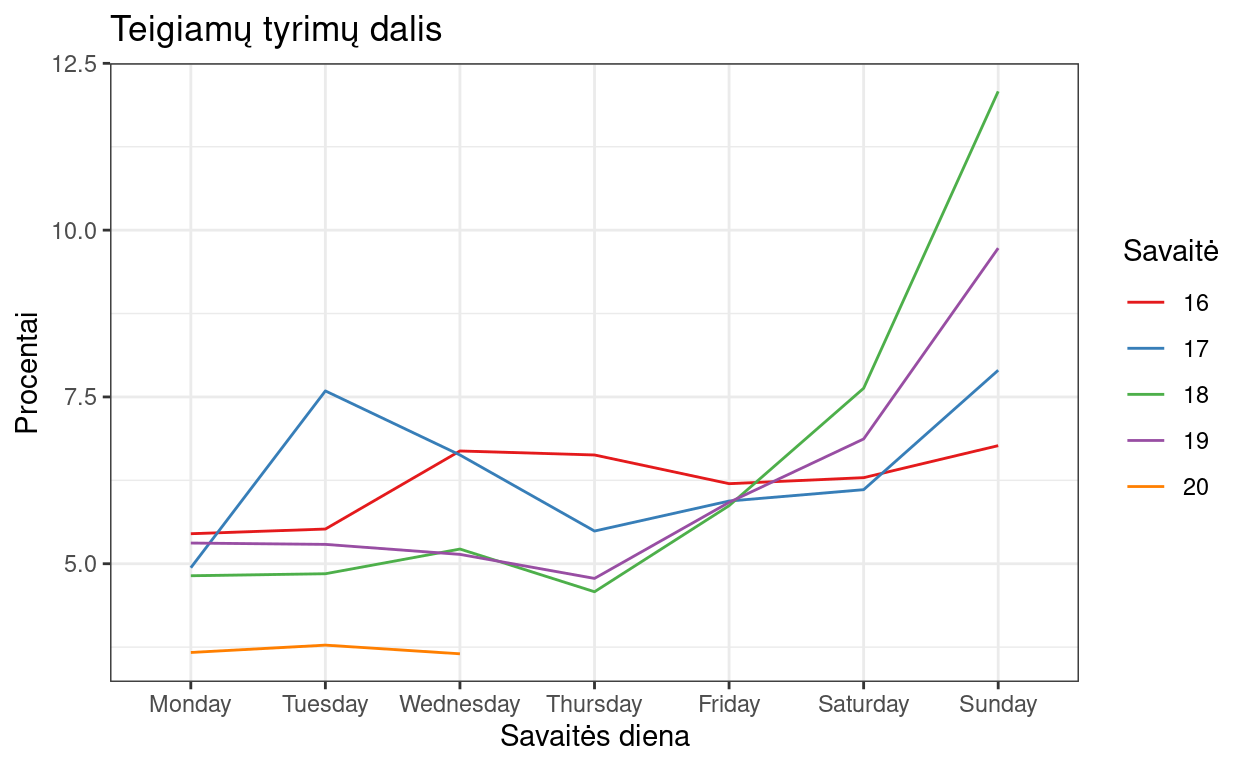 Teigiamų tyrimų dalis
12.5
10.0
7.5
5.0
Procentai
Monday Tuesday Wednesday Thursday Friday Saturday Sunday
Savaitės diena
Savaitė
16
17
18
19
20